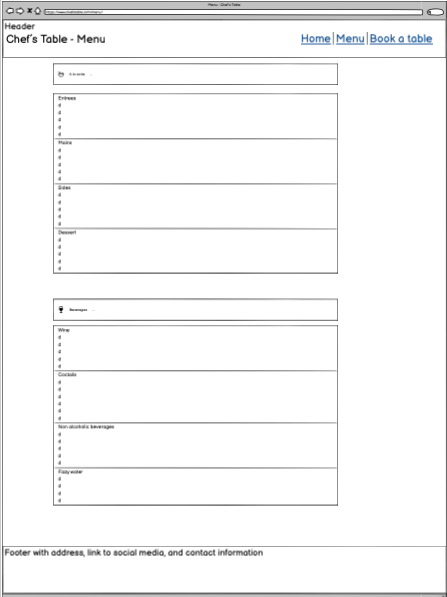 Menu - Chef's Table
https://www.chefstable.com/menu/
Header
Chef's Table - Menu
Home Menu Book a table
A la carte ...
Entrees
d
d
d
d
d
Mains
d
d
d
d
d
Sides
d
d
d
d
d
Dessert
d
d
d
d
d
Beverages ...
Wine
d
d
d
d
d
Coctails
d
d
d
d
d
d
Non alcoholic beverages
d
d
d
d
d
Fizzy water
d
d
d
d
Footer with address, link to social media, and contact information